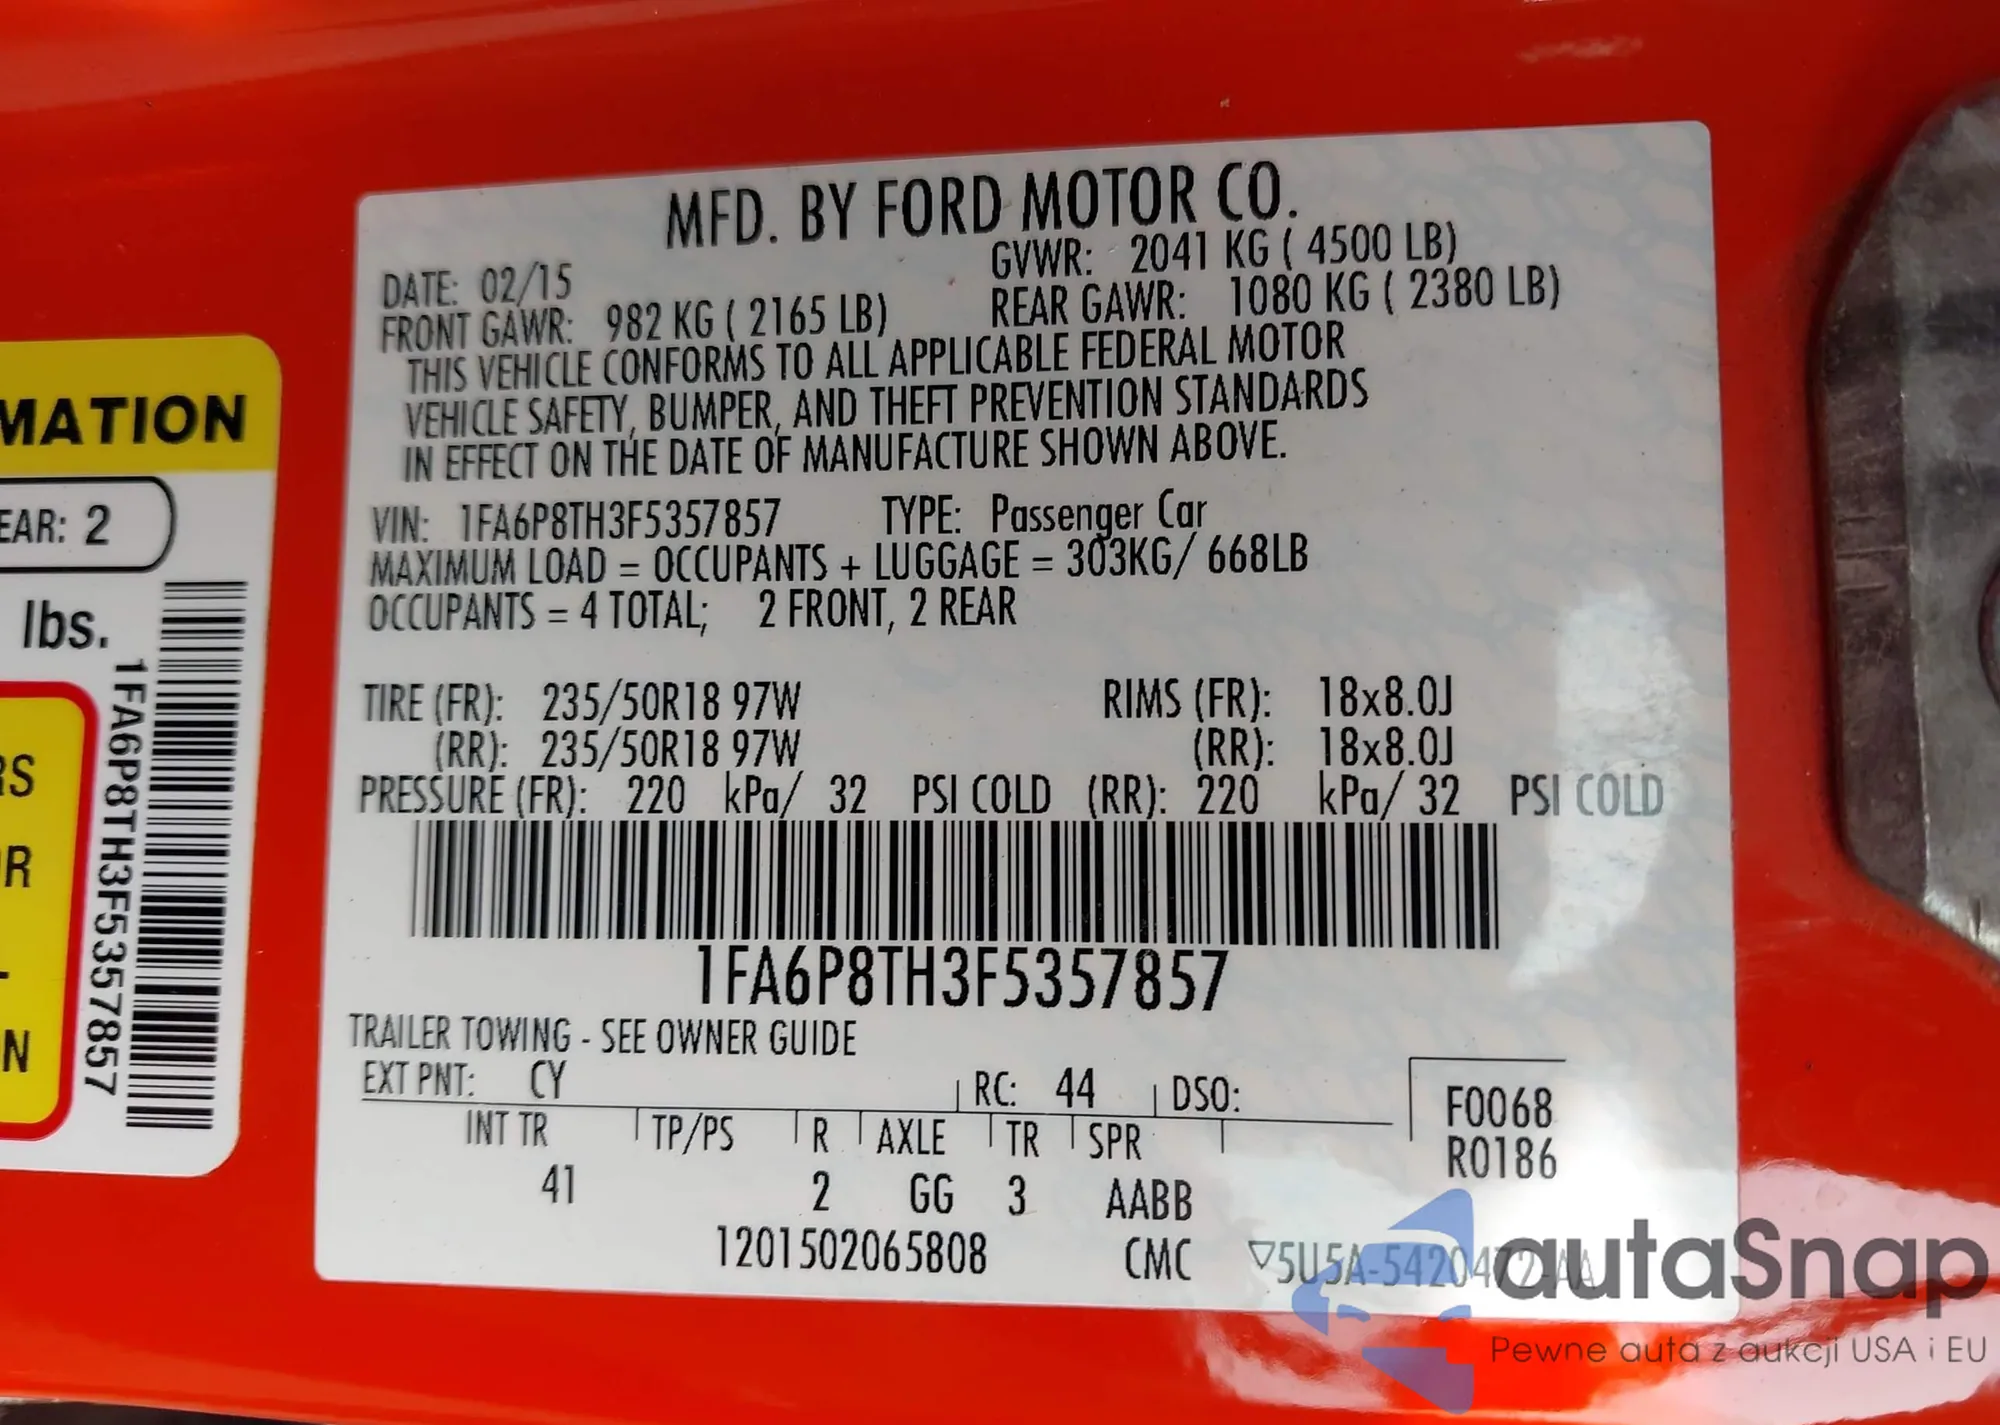 MFD. BY FORD MOTOR CO.
DATE: 02/15 GVWR: 2041 KG ( 4500 LB)
FRONT GAWR: 982 KG ( 2165 LB) REAR GAWR: 1080 KG ( 2380 LB)
THIS VEHICLE CONFORMS TO ALL APPLICABLE FEDERAL MOTOR
VEHICLE SAFETY, BUMPER, AND THEFT PREVENTION STANDARDS
IN EFFECT ON THE DATE OF MANUFACTURE SHOWN ABOVE.
VIN: 1FA6P8TH3F5357857 TYPE: Passenger Car
MAXIMUM LOAD = OCCUPANTS + LUGGAGE = 303KG/ 668LB
OCCUPANTS = 4 TOTAL; 2 FRONT, 2 REAR
TIRE (FR): 235/50R18 97W RIMS (FR): 18x8.0J
(RR): 235/50R18 97W (RR): 18x8.0J
PRESSURE (FR): 220 kPa/ 32 PSI COLD (RR): 220 kPa/ 32 PSI COLD
1FA6P8TH3F5357857
TRAILER TOWING - SEE OWNER GUIDE
EXT PNT: CY RC: 44 DSO:
INT TR TP/PS R AXLE TR SPR
41 2 GG 3 AABB
F0068
R0186
1201502065808 CMC ▽5U5A-5420472-AA
MATION
EAR: 2
lbs.
1FA6P8TH3F5357857
RS
OR
L
N
autaSnap
Pewne auta z aukcji USA i EU